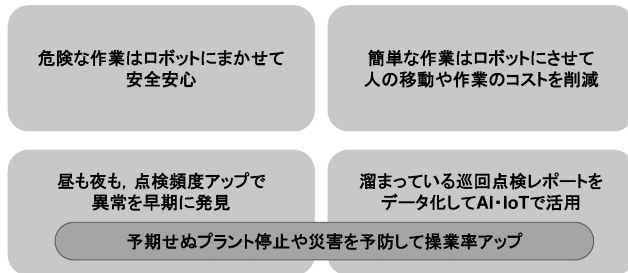 危険な作業はロボットにまかせて
安全安心
簡単な作業はロボットにさせて
人の移動や作業のコストを削減
昼も夜も，点検頻度アップで
異常を早期に発見
溜まっている巡回点検レポートを
データ化してAI・IoTで活用
予期せぬプラント停止や災害を予防して操業率アップ